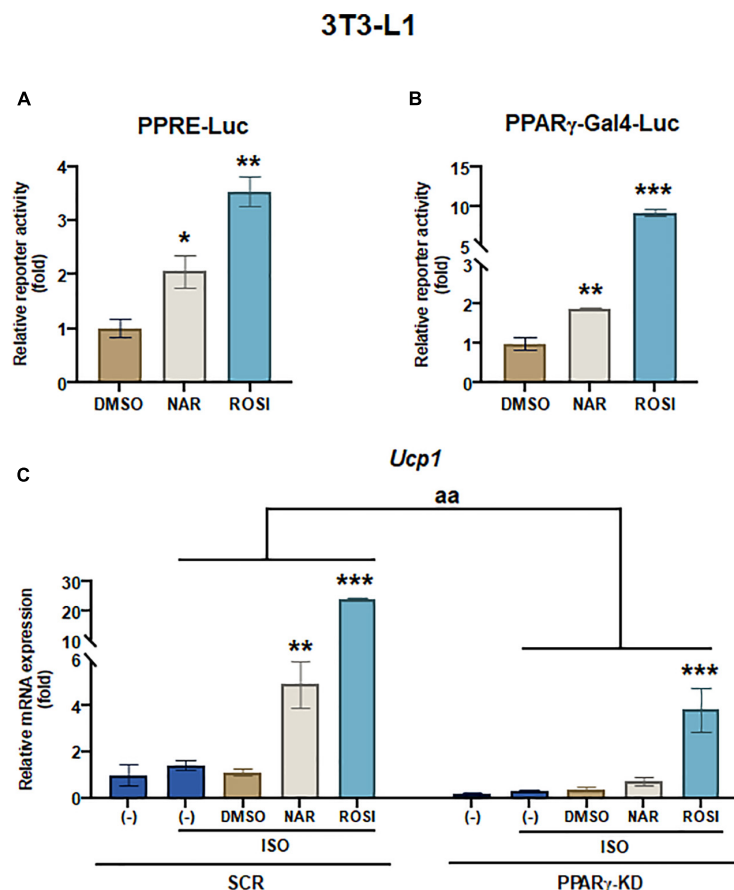 3T3-L1
A
PPRE-Luc
Relative reporter activity
(fold)
4
**
3
*
2
1
0
DMSO NAR ROSI
B
PPARγ-Gal4-Luc
Relative reporter activity
(fold)
15
***
10
5
3
**
2
1
0
DMSO NAR ROSI
C
Ucp1
aa
Relative mRNA expression
(fold)
30
***
20
10
6
**
***
4
2
0
(-) (-) DMSO NAR ROSI (-) (-) DMSO NAR ROSI
ISO ISO
SCR PPARγ-KD